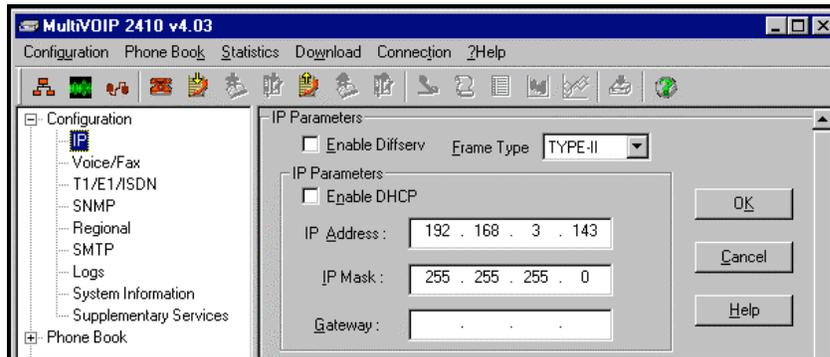 MultiVOIP 2410 v4.03
Configuration Phone Book Statistics Download Connection ?Help
Configuration
IP
Voice/Fax
T1/E1/ISDN
SNMP
Regional
SMTP
Logs
System Information
Supplementary Services
Phone Book
IP Parameters
Enable Diffserv Frame Type TYPE-II
IP Parameters
Enable DHCP
IP Address : 192 . 168 . 3 . 143
IP Mask : 255 . 255 . 255 . 0
Gateway : . . .
OK
Cancel
Help